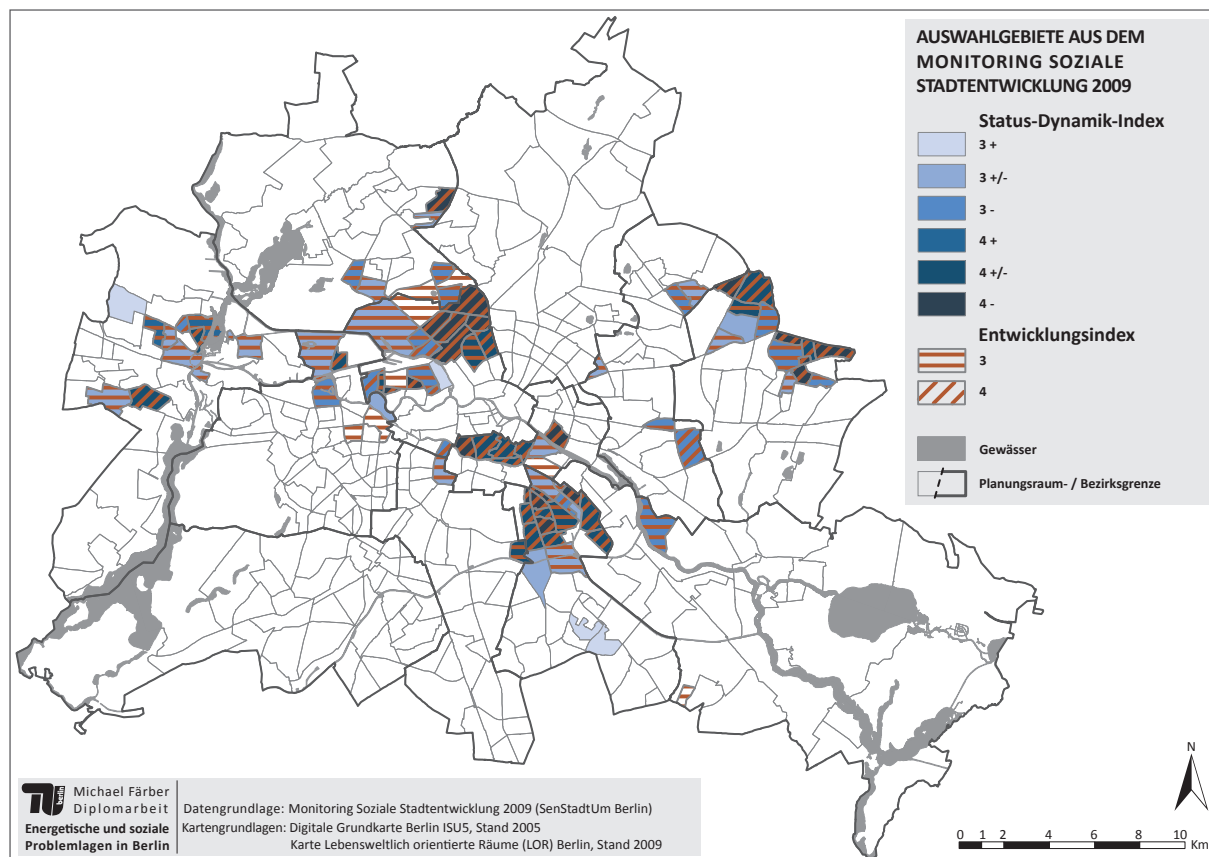 AUSWAHLGEBIETE AUS DEM
MONITORING SOZIALE
STADTENTWICKLUNG 2009
Status-Dynamik-Index
3 +
3 +/-
3 -
4 +
4 +/-
4 -
Entwicklungsindex
3
4
Gewässer
Planungsraum- / Bezirksgrenze
N
0 1 2 4 6 8 10
Km
berlin
Michael Färber
Diplomarbeit
Energetische und soziale
Problemlagen in Berlin
Datengrundlage: Monitoring Soziale Stadtentwicklung 2009 (SenStadtUm Berlin)
Kartengrundlagen: Digitale Grundkarte Berlin ISU5, Stand 2005
Karte Lebensweltlich orientierte Räume (LOR) Berlin, Stand 2009